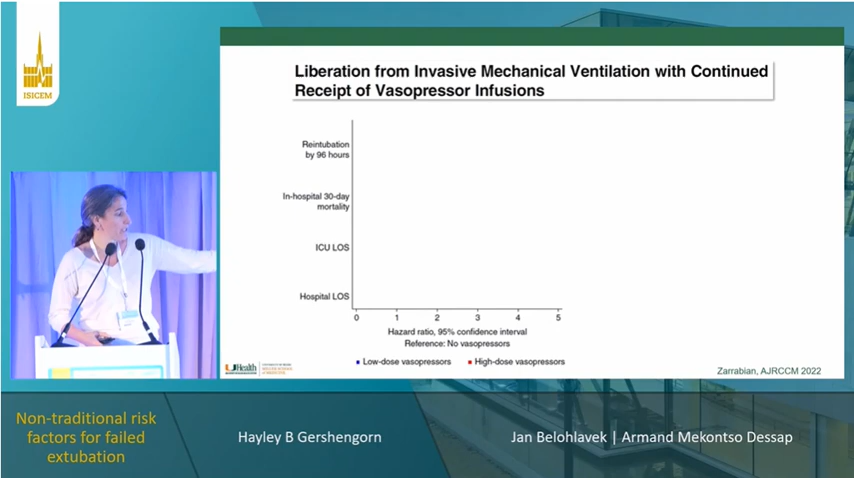 ISICEM
Liberation from Invasive Mechanical Ventilation with Continued
Receipt of Vasopressor Infusions
Reintubation
by 96 hours
In-hospital 30-day
mortality
ICU LOS
Hospital LOS
0 1 2 3 4 5
Hazard ratio, 95% confidence interval
Reference: No vasopressors
Low-dose vasopressors High-dose vasopressors
UHealth
Zarrabian, AJRCCM 2022
Non-traditional risk
factors for failed
extubation
Hayley B Gershengorn
Jan Belohlavek | Armand Mekontso Dessap